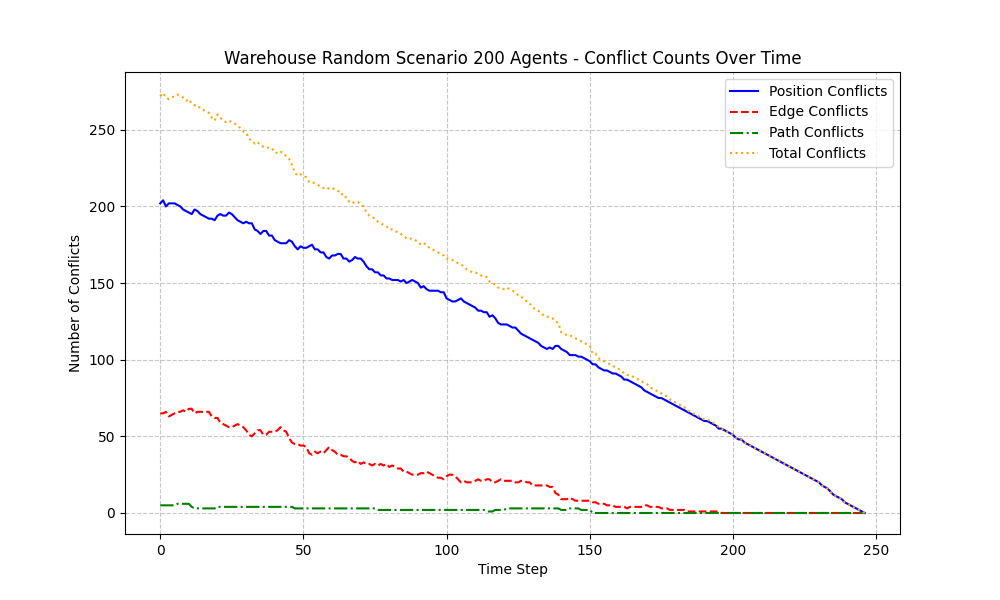 Warehouse Random Scenario 200 Agents - Conflict Counts Over Time
Position Conflicts
Edge Conflicts
Path Conflicts
Total Conflicts
Number of Conflicts
250
200
150
100
50
0
0 50 100 150 200 250
Time Step